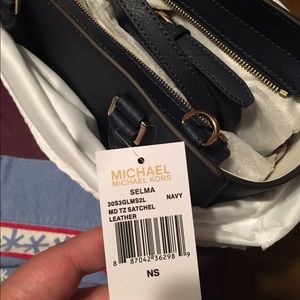 MICHAEL
MICHAEL KORS
SELMA
30S3GLMS2L NAVY
MD TZ SATCHEL
LEATHER
8 87042 36298 9
NS